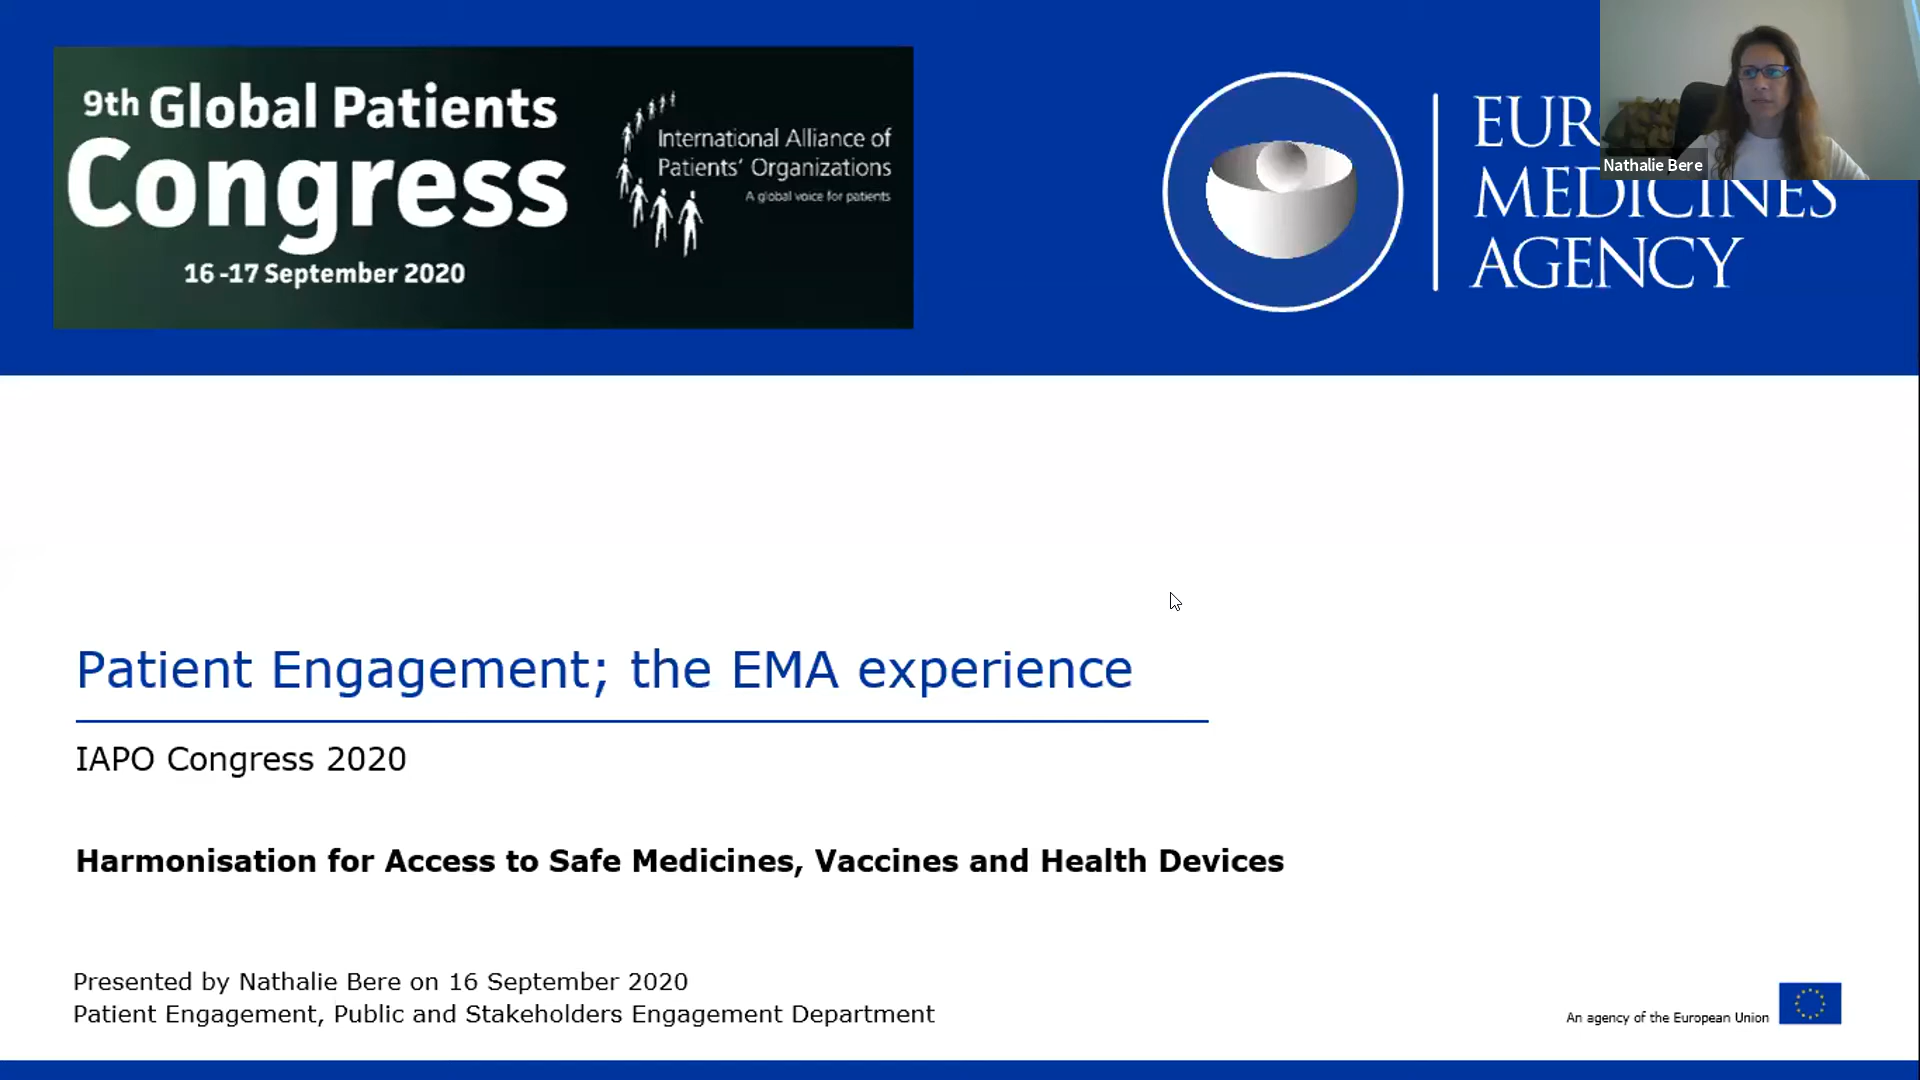 9th Global Patients
Congress
16 -17 September 2020
International Alliance of
Patients' Organizations
A global voice for patients
EUR
MEDICINES
AGENCY
Nathalie Bere
Patient Engagement; the EMA experience
IAPO Congress 2020
Harmonisation for Access to Safe Medicines, Vaccines and Health Devices
Presented by Nathalie Bere on 16 September 2020
Patient Engagement, Public and Stakeholders Engagement Department
An agency of the European Union